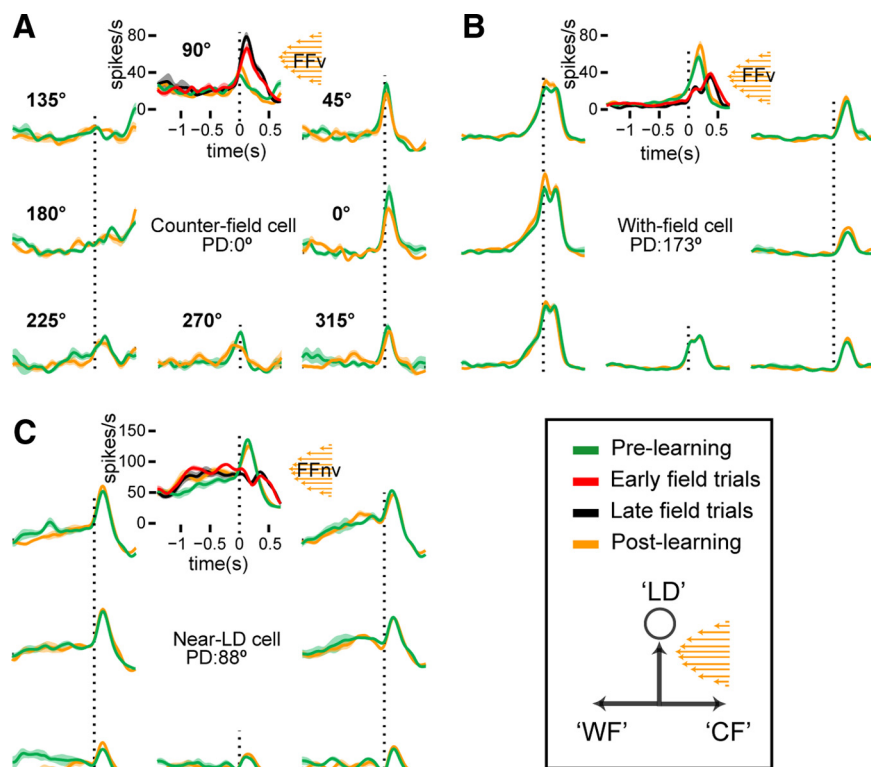 A
spikes/s
80
40
0
90°
FFv
−1 −0.5 0 0.5
time(s)
135°
45°
180°
Counter-field cell
PD:0º
0°
225°
270°
315°
B
spikes/s
80
40
0
FFv
−1 −0.5 0 0.5
time(s)
With-field cell
PD:173º
C
spikes/s
150
100
50
0
FFnv
−1 −0.5 0 0.5
time(s)
Near-LD cell
PD:88º
Pre-learning
Early field trials
Late field trials
Post-learning
‘LD’
‘WF’ ‘CF’